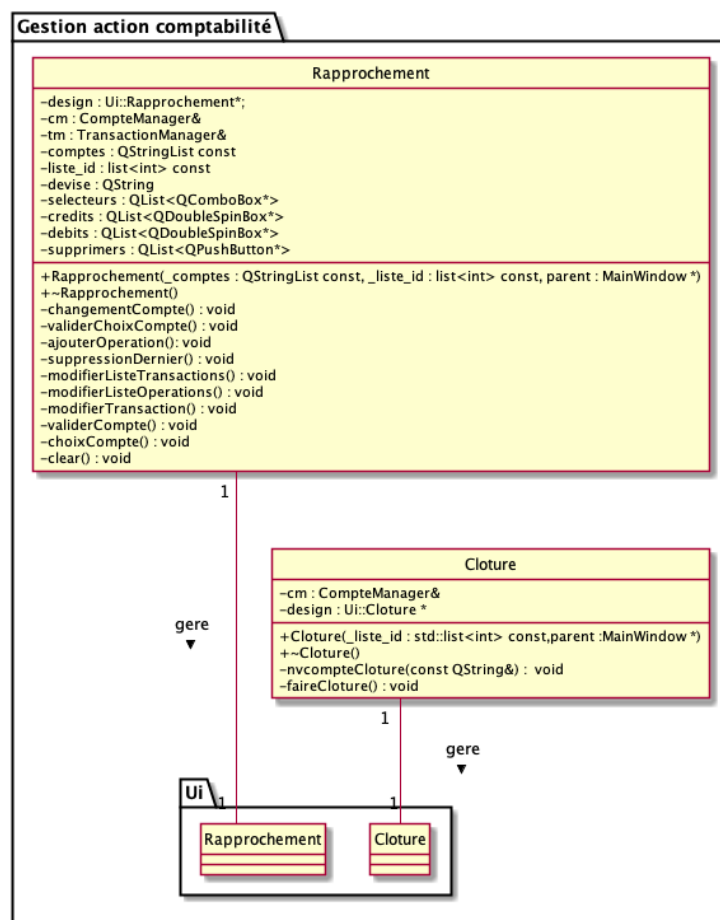 Gestion action comptabilité
Rapprochement
-design : Ui::Rapprochement*;
-cm : CompteManager&
-tm : TransactionManager&
-comptes : QStringList const
-liste_id : list<int> const
-devise : QString
-selecteurs : QList<QComboBox*>
-credits : QList<QDoubleSpinBox*>
-debits : QList<QDoubleSpinBox*>
-supprimers : QList<QPushButton*>
+Rapprochement(_comptes : QStringList const, _liste_id : list<int> const, parent : MainWindow *)
+~Rapprochement()
-changementCompte() : void
-validerChoixCompte() : void
-ajouterOperation(): void
-suppressionDernier() : void
-modifierListeTransactions() : void
-modifierListeOperations() : void
-modifierTransaction() : void
-validerCompte() : void
-choixCompte() : void
-clear() : void
1
Cloture
-cm : CompteManager&
-design : Ui::Cloture *
+Cloture(_liste_id : std::list<int> const,parent :MainWindow *)
+~Cloture()
-nvcompteCloture(const QString&) : void
-faireCloture() : void
gere
1
gere
Ui
1
1
Rapprochement
Cloture